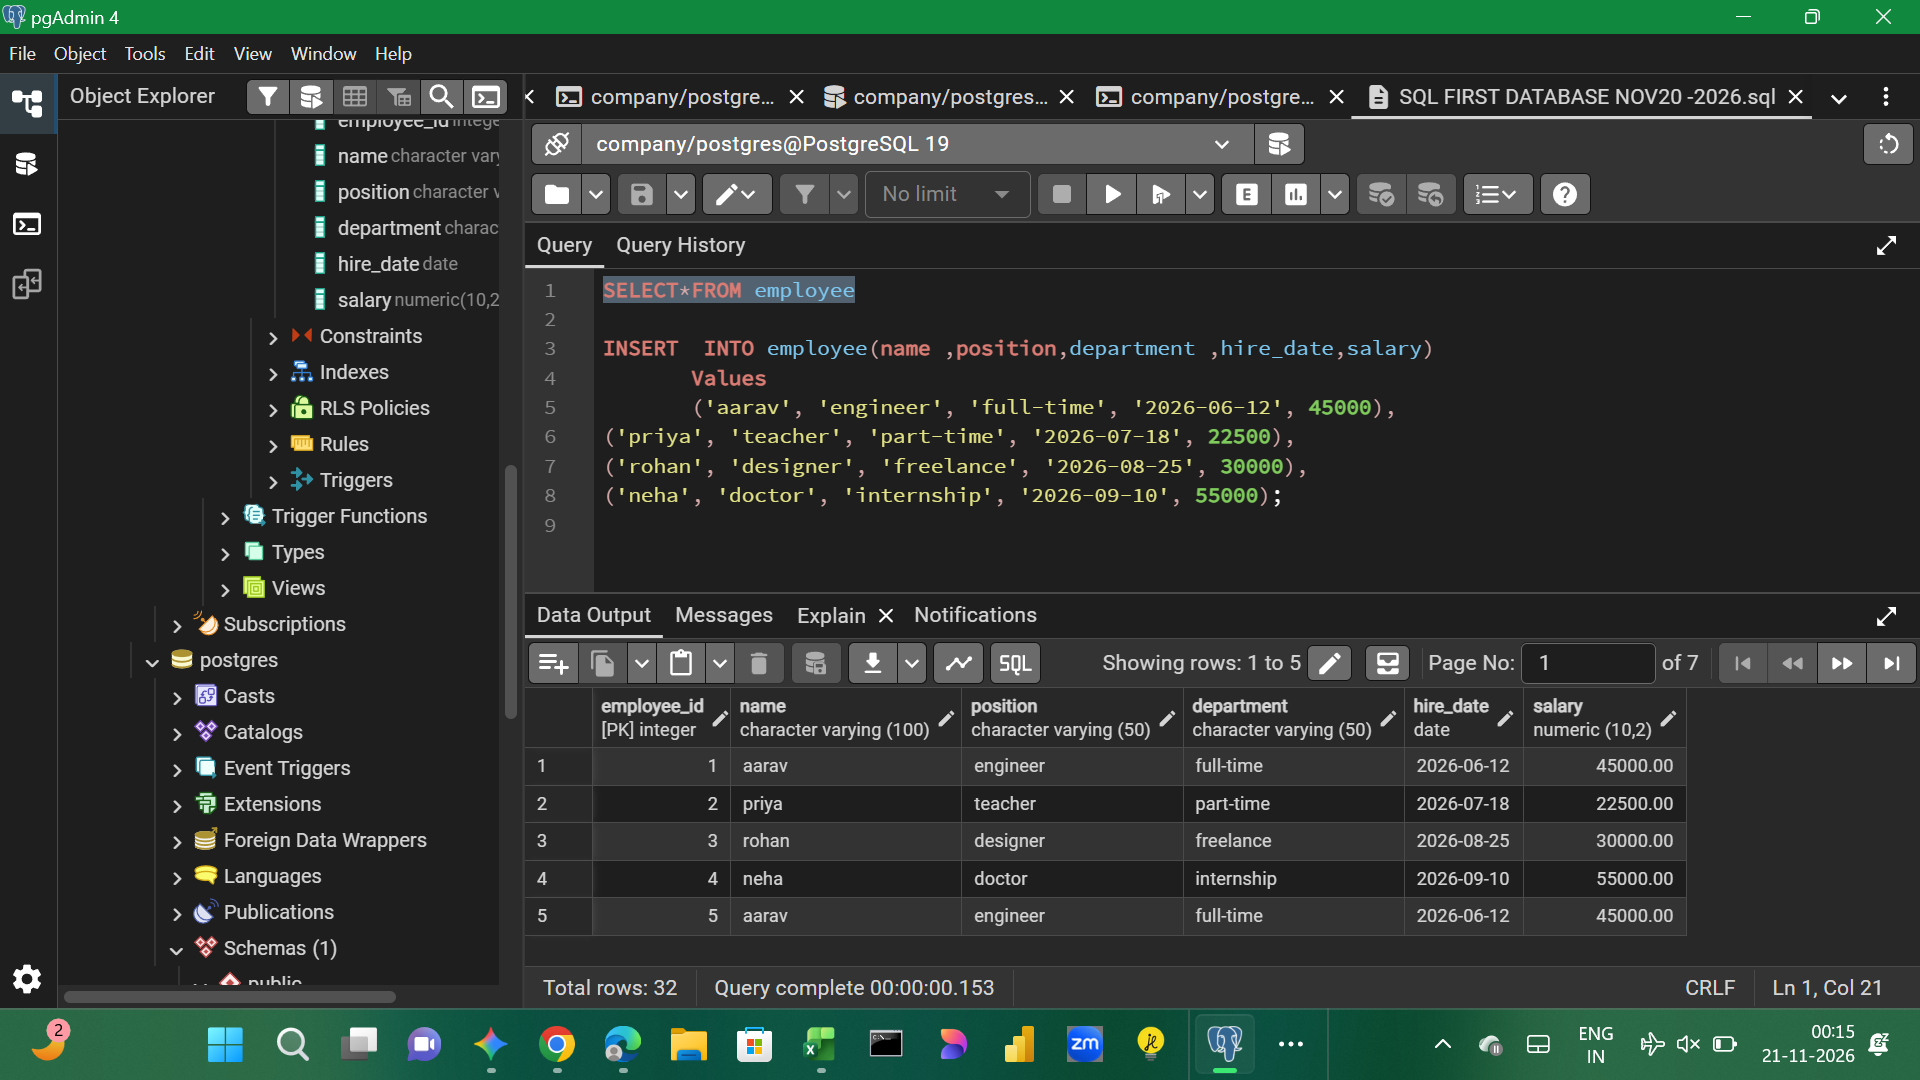 pgAdmin 4
File Object Tools Edit View Window Help
Object Explorer
employee_id intege
name character vary
position character v
department charac
hire_date date
salary numeric(10,2
Constraints
Indexes
RLS Policies
Rules
Triggers
Trigger Functions
Types
Views
Subscriptions
postgres
Casts
Catalogs
Event Triggers
Extensions
Foreign Data Wrappers
Languages
Publications
Schemas (1)
public
company/postgre... company/postgres... company/postgre... SQL FIRST DATABASE NOV20 -2026.sql
company/postgres@PostgreSQL 19
No limit E
Query Query History
1 SELECT*FROM employee
2
3 INSERT  INTO employee(name ,position,department ,hire_date,salary)
4 Values
5 ('aarav', 'engineer', 'full-time', '2026-06-12', 45000),
6 ('priya', 'teacher', 'part-time', '2026-07-18', 22500),
7 ('rohan', 'designer', 'freelance', '2026-08-25', 30000),
8 ('neha', 'doctor', 'internship', '2026-09-10', 55000);
9
Data Output Messages Explain Notifications
SQL Showing rows: 1 to 5 Page No: 1 of 7
employee_id name position department hire_date salary
[PK] integer character varying (100) character varying (50) character varying (50) date numeric (10,2)
1 1 aarav engineer full-time 2026-06-12 45000.00
2 2 priya teacher part-time 2026-07-18 22500.00
3 3 rohan designer freelance 2026-08-25 30000.00
4 4 neha doctor internship 2026-09-10 55000.00
5 5 aarav engineer full-time 2026-06-12 45000.00
Total rows: 32 Query complete 00:00:00.153 CRLF Ln 1, Col 21
2 zm ENG 00:15
IN 21-11-2026